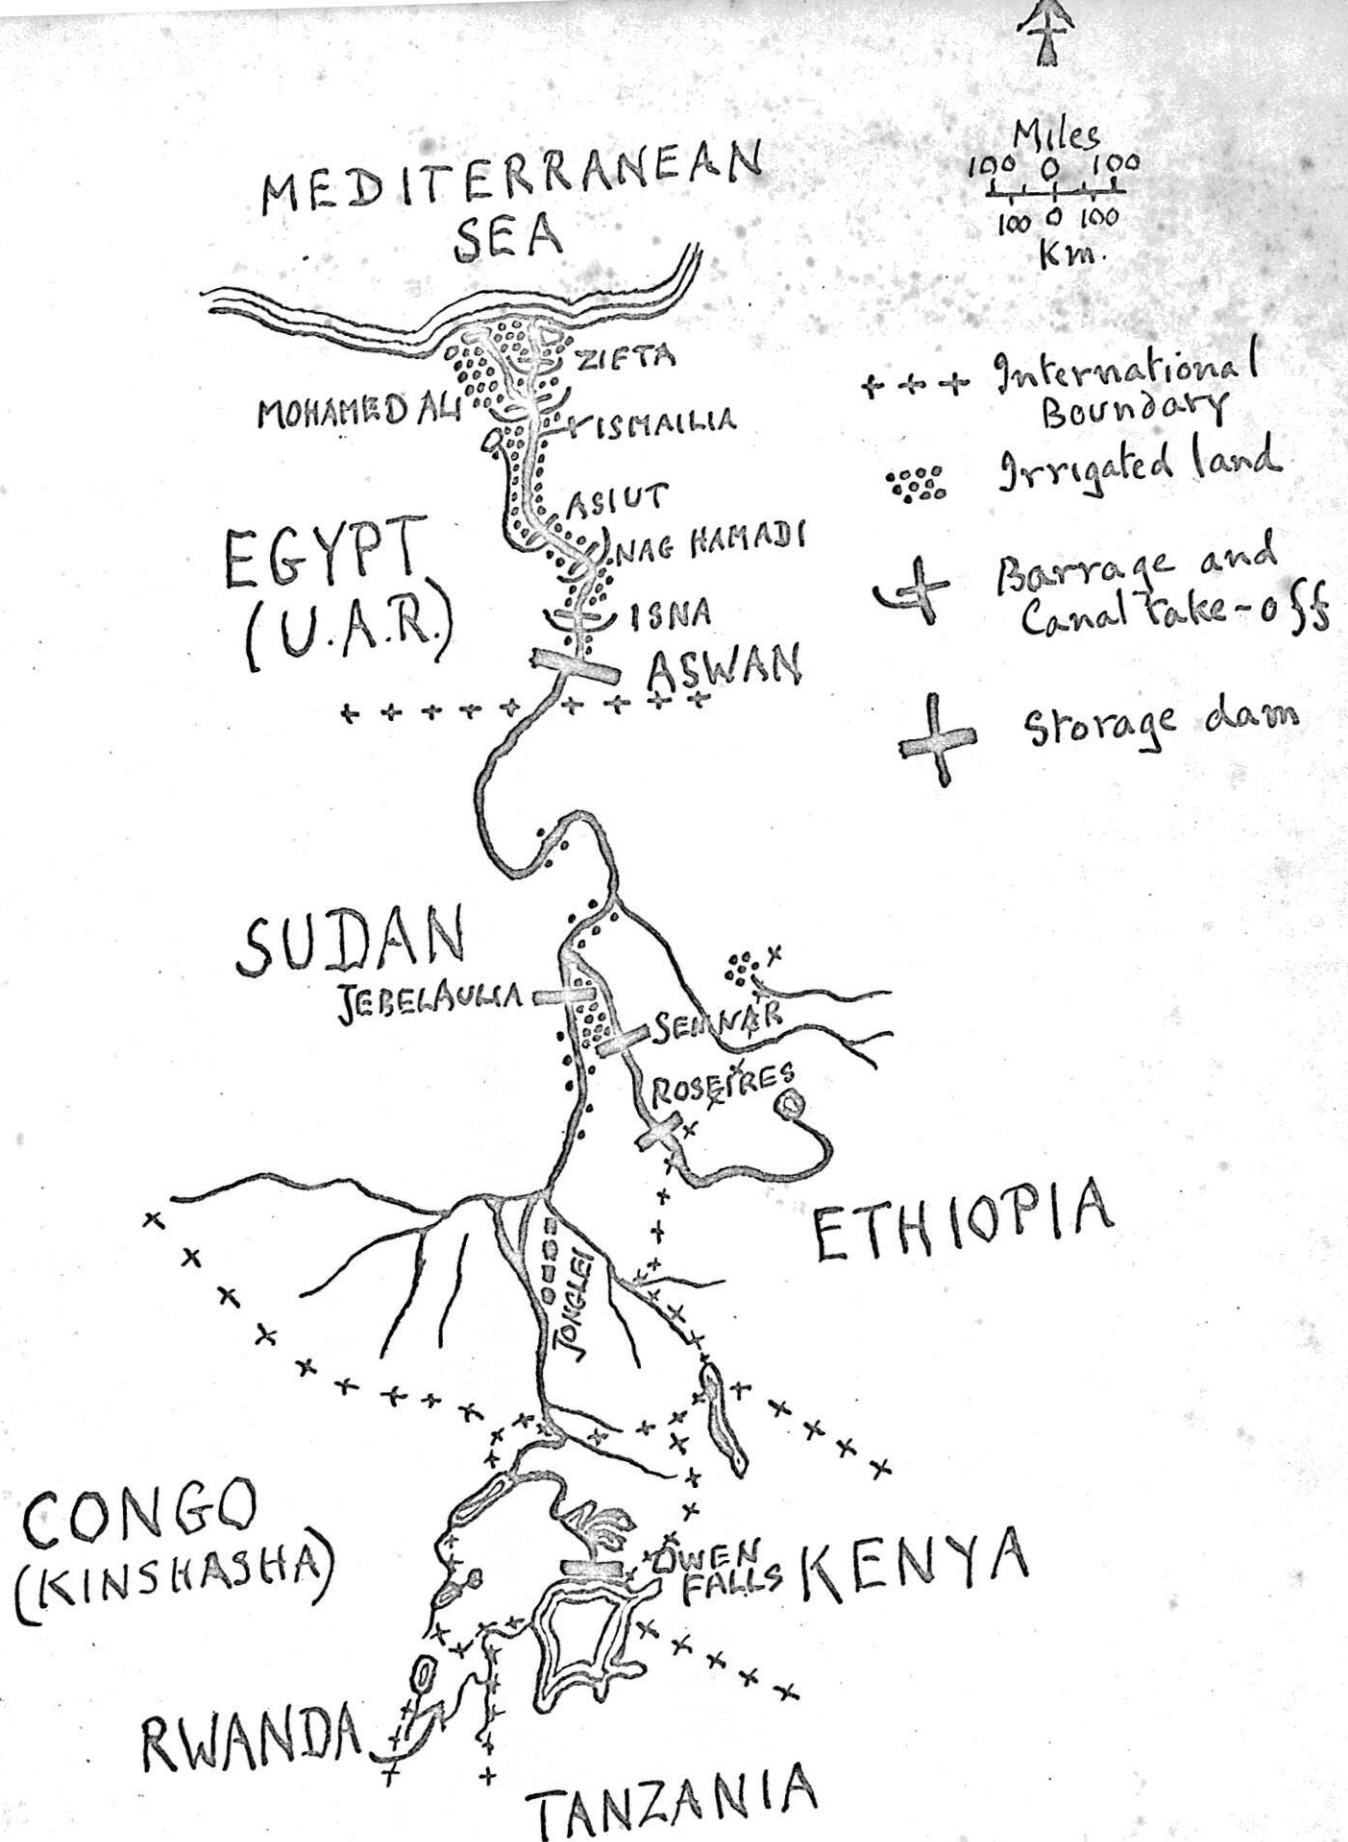 Miles
100 0 100
100 0 100
Km.
MEDITERRANEAN
SEA
ZIFTA
MOHAMED ALI
ISMAILIA
International
Boundary
Irrigated land
ASIUT
NAG HAMADI
EGYPT
(U.A.R.)
ISNA
ASWAN
Barrage and
Canal take-off
Storage dam
SUDAN
JEBEL AULIA
SENNAR
ROSEIRES
ETHIOPIA
JONGLEI
CONGO
(KINSHASHA)
OWEN
FALLS
KENYA
RWANDA
TANZANIA